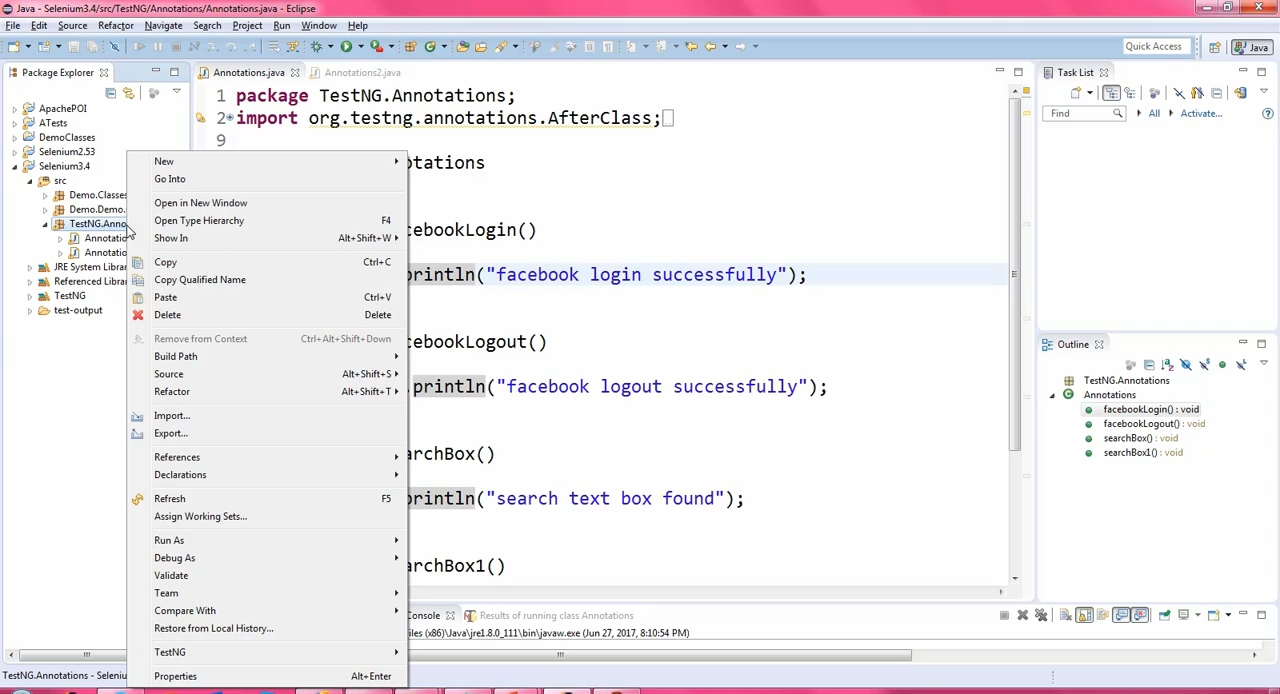 Java - Selenium3.4/src/TestNG/Annotations/Annotations.java - Eclipse
File Edit Source Refactor Navigate Search Project Run Window Help
Quick Access Java
Package Explorer
Annotations.java Annotations2.java
Task List
ApachePOI
ATests
DemoClasses
Selenium2.53
Selenium3.4
src
Demo.Classes
Demo.Demo.
TestNG.Anno
Annotatio
Annotatio
JRE System Librar
Referenced Librar
TestNG
test-output
1 package TestNG.Annotations;
2 import org.testng.annotations.AfterClass;
9
otations
cebookLogin()
println("facebook login successfully");
cebookLogout()
.println("facebook logout successfully");
archBox()
println("search text box found");
archBox1()
New
Go Into
Open in New Window
Open Type Hierarchy F4
Show In Alt+Shift+W
Copy Ctrl+C
Copy Qualified Name
Paste Ctrl+V
Delete Delete
Remove from Context Ctrl+Alt+Shift+Down
Build Path
Source Alt+Shift+S
Refactor Alt+Shift+T
Import...
Export...
References
Declarations
Refresh F5
Assign Working Sets...
Run As
Debug As
Validate
Team
Compare With
Restore from Local History...
TestNG
Properties Alt+Enter
Find All Activate...
Outline
TestNG.Annotations
Annotations
facebookLogin() : void
facebookLogout() : void
searchBox() : void
searchBox1() : void
Console Results of running class Annotations
files (x86)\Java\jre1.8.0_111\bin\javaw.exe (Jun 27, 2017, 8:10:54 PM)
TestNG.Annotations - Seleniu